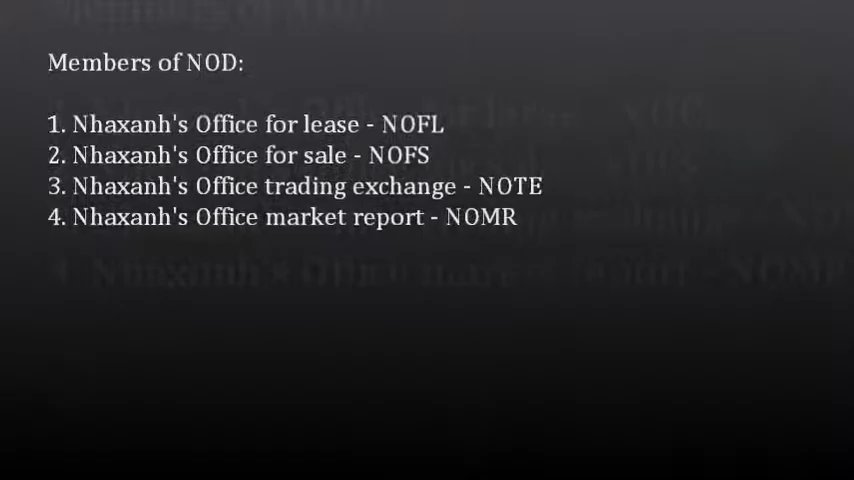 Members of NOD:
1. Nhaxanh's Office for lease - NOFL
2. Nhaxanh's Office for sale - NOFS
3. Nhaxanh's Office trading exchange - NOTE
4. Nhaxanh's Office market report - NOMR